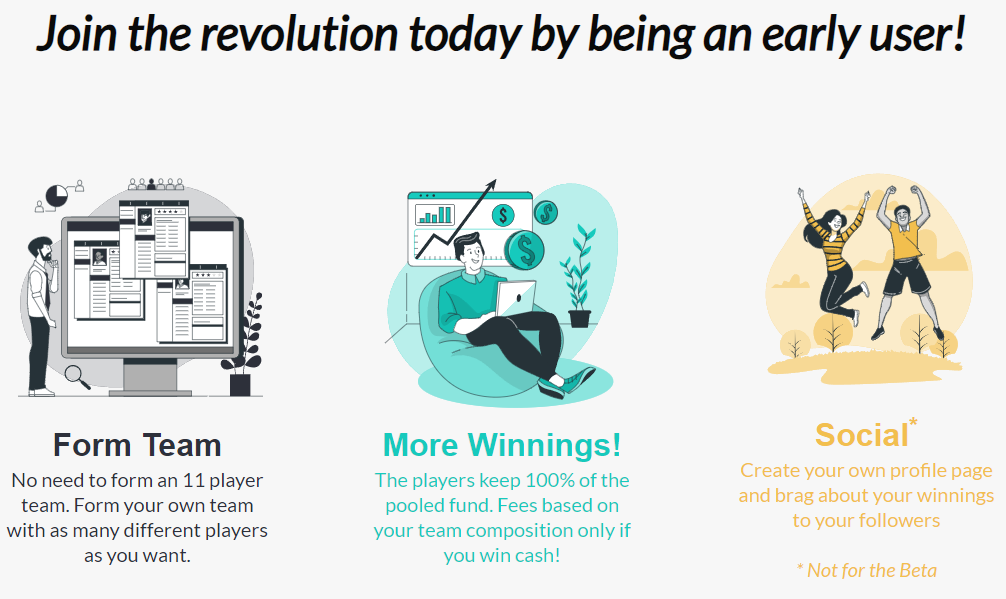 Join the revolution today by being an early user!
Form Team
No need to form an 11 player
team. Form your own team
with as many different players
as you want.
More Winnings!
The players keep 100% of the
pooled fund. Fees based on
your team composition only if
you win cash!
Social*
Create your own profile page
and brag about your winnings
to your followers
* Not for the Beta